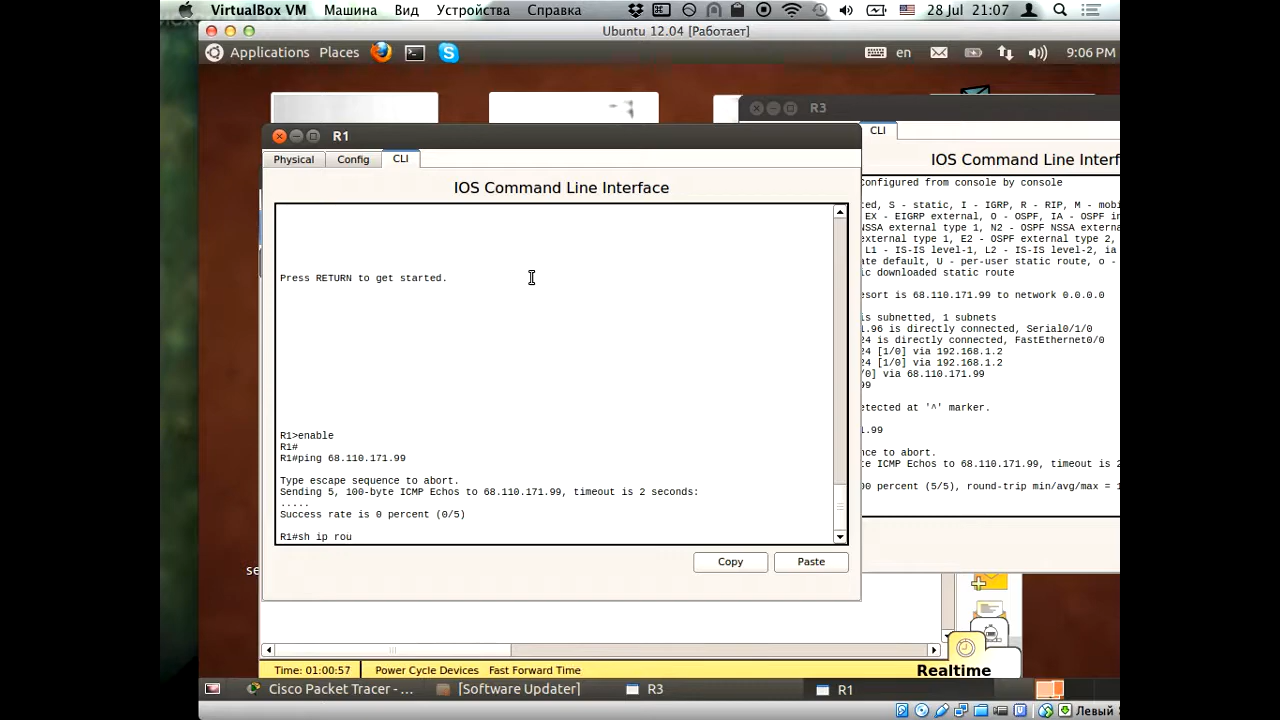 VirtualBox VM Машина Вид Устройства Справка 28 Jul 21:07
Ubuntu 12.04 [Работает]
Applications Places en 9:06 PM
R3
R1
CLI
Physical Config CLI
IOS Command Line Interf
IOS Command Line Interface
Configured from console by console
ted, S - static, I - IGRP, R - RIP, M - mobi
EX - EIGRP external, O - OSPF, IA - OSPF in
NSSA external type 1, N2 - OSPF NSSA external
external type 1, E2 - OSPF external type 2,
L1 - IS-IS level-1, L2 - IS-IS level-2, ia
ate default, U - per-user static route, o -
ic downloaded static route
esort is 68.110.171.99 to network 0.0.0.0
is subnetted, 1 subnets
1.96 is directly connected, Serial0/1/0
24 is directly connected, FastEthernet0/0
24 [1/0] via 192.168.1.2
24 [1/0] via 192.168.1.2
/0] via 68.110.171.99
99
etected at '^' marker.
1.99
nce to abort.
te ICMP Echos to 68.110.171.99, timeout is 2
00 percent (5/5), round-trip min/avg/max = 1
Press RETURN to get started.
R1>enable
R1#
R1#ping 68.110.171.99
Type escape sequence to abort.
Sending 5, 100-byte ICMP Echos to 68.110.171.99, timeout is 2 seconds:
.....
Success rate is 0 percent (0/5)
R1#sh ip rou
Copy Paste
se
Time: 01:00:57 Power Cycle Devices Fast Forward Time Realtime
Cisco Packet Tracer - ... [Software Updater] R3 R1
Левый